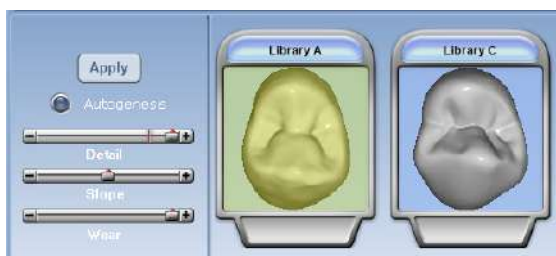 Apply
Autogenesis
Detail
Slope
Wear
Library A
Library C